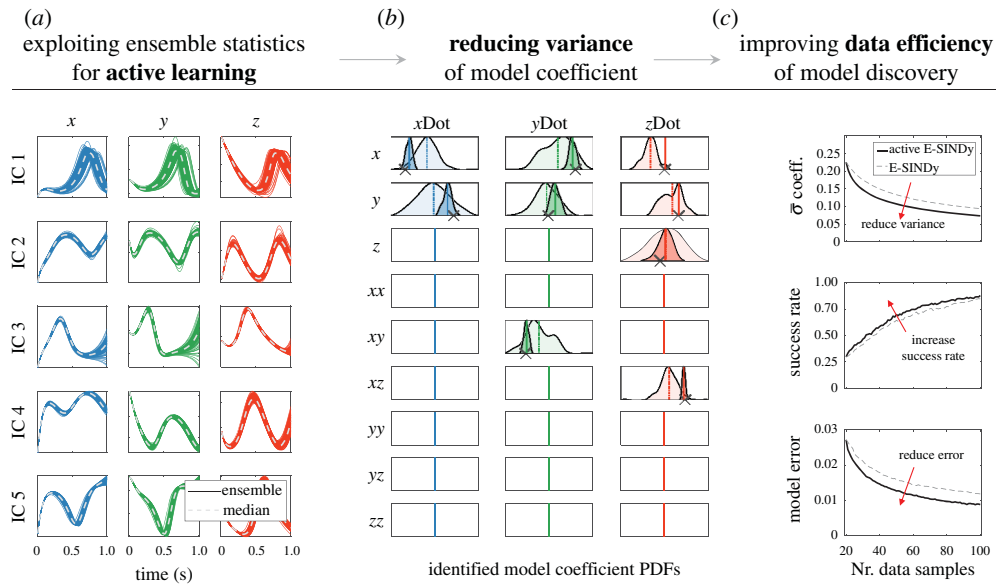 (a)
exploiting ensemble statistics
for active learning
(b)
reducing variance
of model coefficient
(c)
improving data efficiency
of model discovery
x
y
z
IC 1
IC 2
IC 3
IC 4
IC 5
ensemble
median
0
0.5
1.0
0
0.5
1.0
0
0.5
1.0
time (s)
xDot
yDot
zDot
x
y
z
xx
xy
xz
yy
yz
zz
identified model coefficient PDFs
σ̅ coeff.
0.25
0.20
0.15
0.10
0.05
0
active E-SINDy
E-SINDy
reduce variance
success rate
1.00
0.70
0.50
0.25
0
increase
success rate
model error
0.03
0.02
0.01
0
reduce error
20
40
60
80
100
Nr. data samples